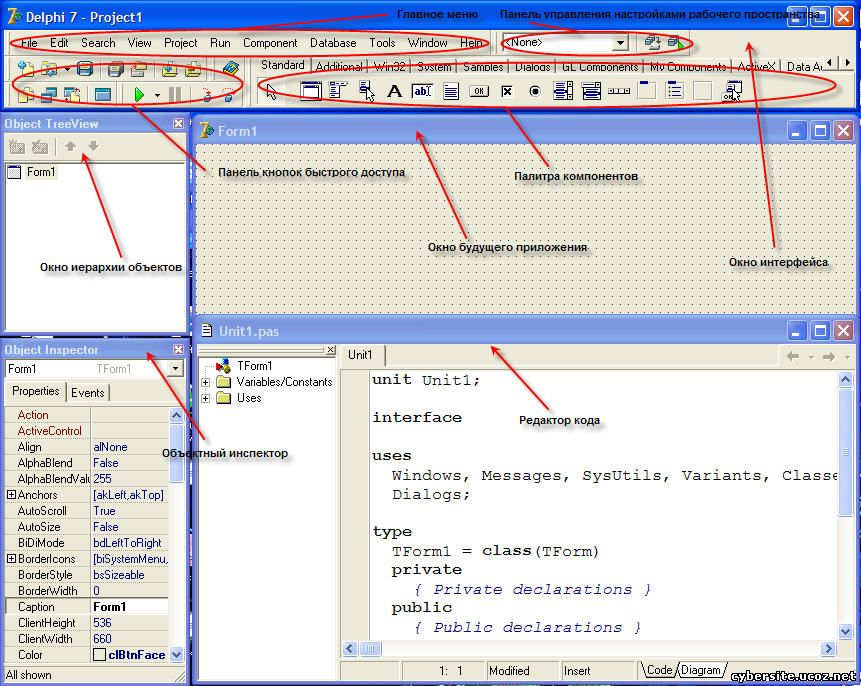 Delphi 7 - Project1
Главное меню
Панель управления настройками рабочего пространства
File Edit Search View Project Run Component Database Tools Window Help
<None>
Standard Additional Win32 System Samples Dialogs GL Components My Components ActiveX Data A
Object TreeView
Form1
Form1
Панель кнопок быстрого доступа
Палитра компонентов
Окно будущего приложения
Окно иерархии объектов
Окно интерфейса
Unit1.pas
Object Inspector
Form1 TForm1
Properties Events
Action
ActiveControl
Align alNone
AlphaBlend False
AlphaBlendValu 255
Anchors [akLeft,akTop]
AutoScroll True
AutoSize False
BiDiMode bdLeftToRight
BorderIcons [biSystemMenu,
BorderStyle bsSizeable
BorderWidth 0
Caption Form1
ClientHeight 536
ClientWidth 660
Color clBtnFace
All shown
Объектный инспектор
TForm1
Variables/Constants
Uses
Unit1
Редактор кода
unit Unit1;
interface
uses
Windows, Messages, SysUtils, Variants, Classe
Dialogs;
type
TForm1 = class(TForm)
private
{ Private declarations }
public
{ Public declarations }
1: 1 Modified Insert Code Diagram
cybersite.ucoz.net